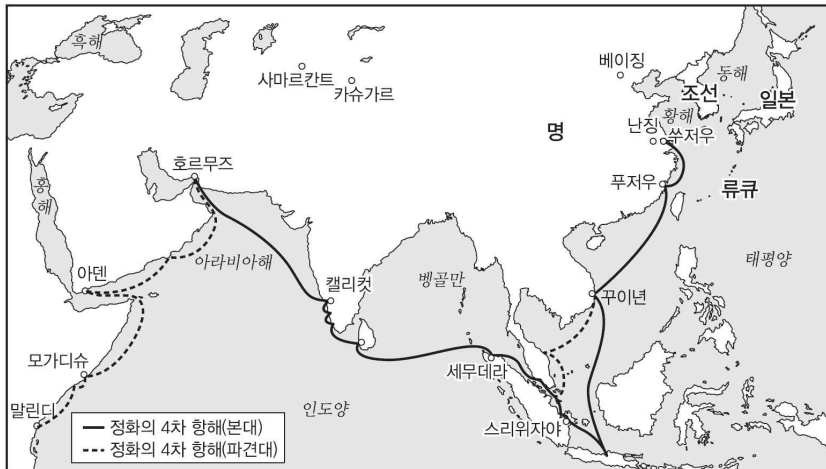 흑해
사마르칸트
카슈가르
베이징
동해
조선
일본
황해
명
난징
쑤저우
호르무즈
푸저우
류큐
홍해
아라비아해
아덴
캘리컷
벵골만
꾸이년
태평양
모가디슈
세무데라
말린디
인도양
스리위자야
정화의 4차 항해(본대)
정화의 4차 항해(파견대)